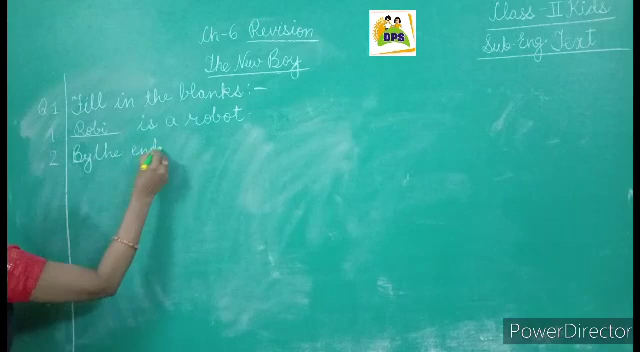 Ch-6 Revision
The New Boy
DPS
Class - II Kids
Sub-Eng Text
Q1 Fill in the blanks:-
1 Robi is a robot.
2 By the end
PowerDirector